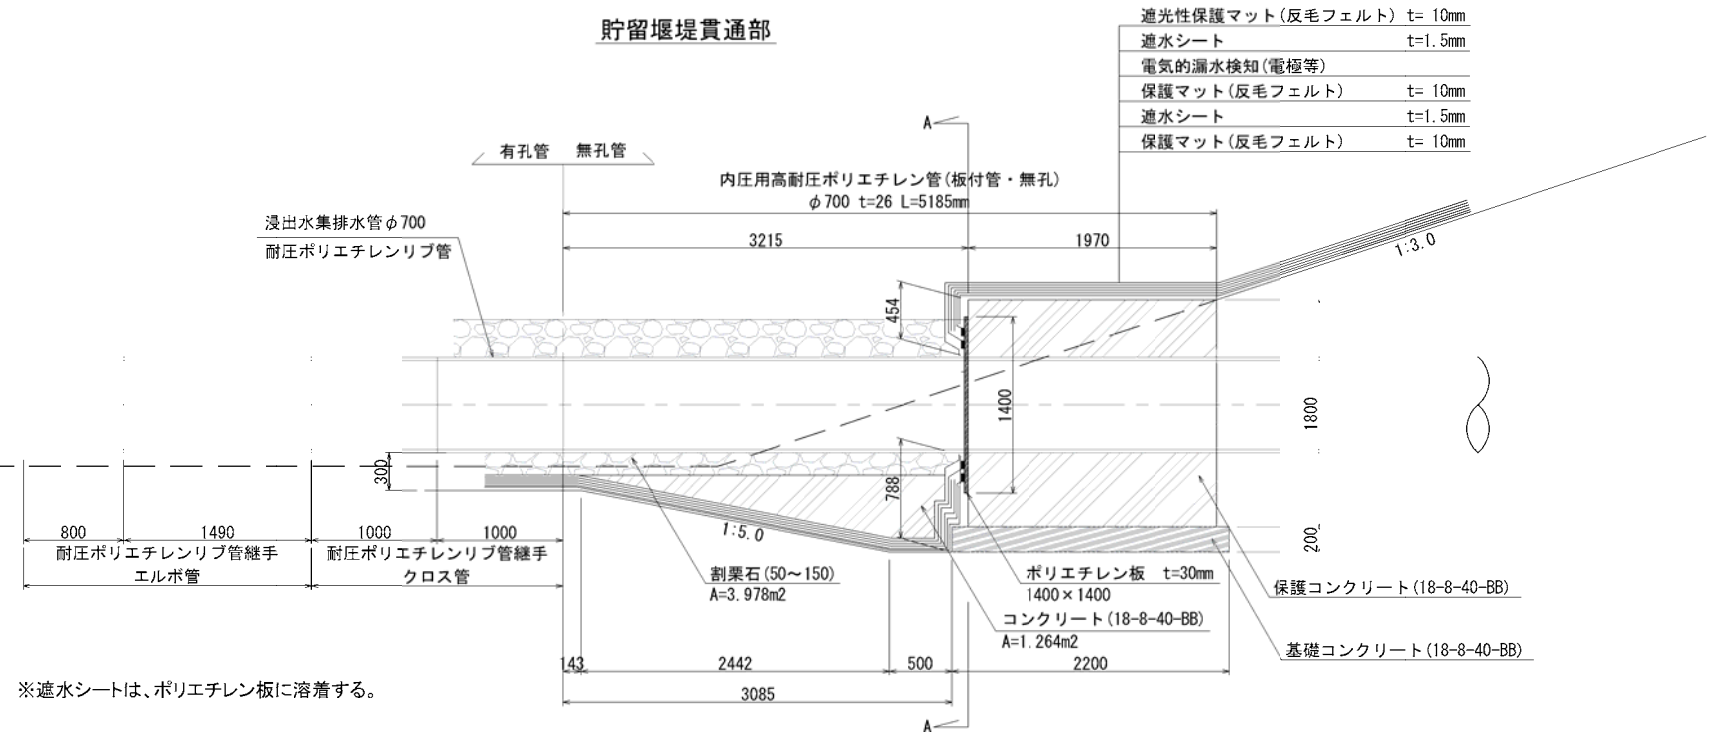 貯留堰堤貫通部
遮光性保護マット(反毛フェルト) t= 10mm
遮水シート t=1.5mm
電気的漏水検知(電極等)
保護マット(反毛フェルト) t= 10mm
遮水シート t=1.5mm
保護マット(反毛フェルト) t= 10mm
A
有孔管 無孔管
内圧用高耐圧ポリエチレン管(板付管・無孔)
φ700 t=26 L=5185mm
浸出水集排水管φ700
耐圧ポリエチレンリブ管
3215
1970
1:3.0
454
1400
1800
300
788
200
800
1490
1000
1000
1:5.0
耐圧ポリエチレンリブ管継手
エルボ管
耐圧ポリエチレンリブ管継手
クロス管
割栗石(50～150)
A=3.978m2
ポリエチレン板 t=30mm
1400×1400
保護コンクリート(18-8-40-BB)
コンクリート(18-8-40-BB)
A=1.264m2
基礎コンクリート(18-8-40-BB)
143
2442
500
2200
3085
※遮水シートは、ポリエチレン板に溶着する。
A